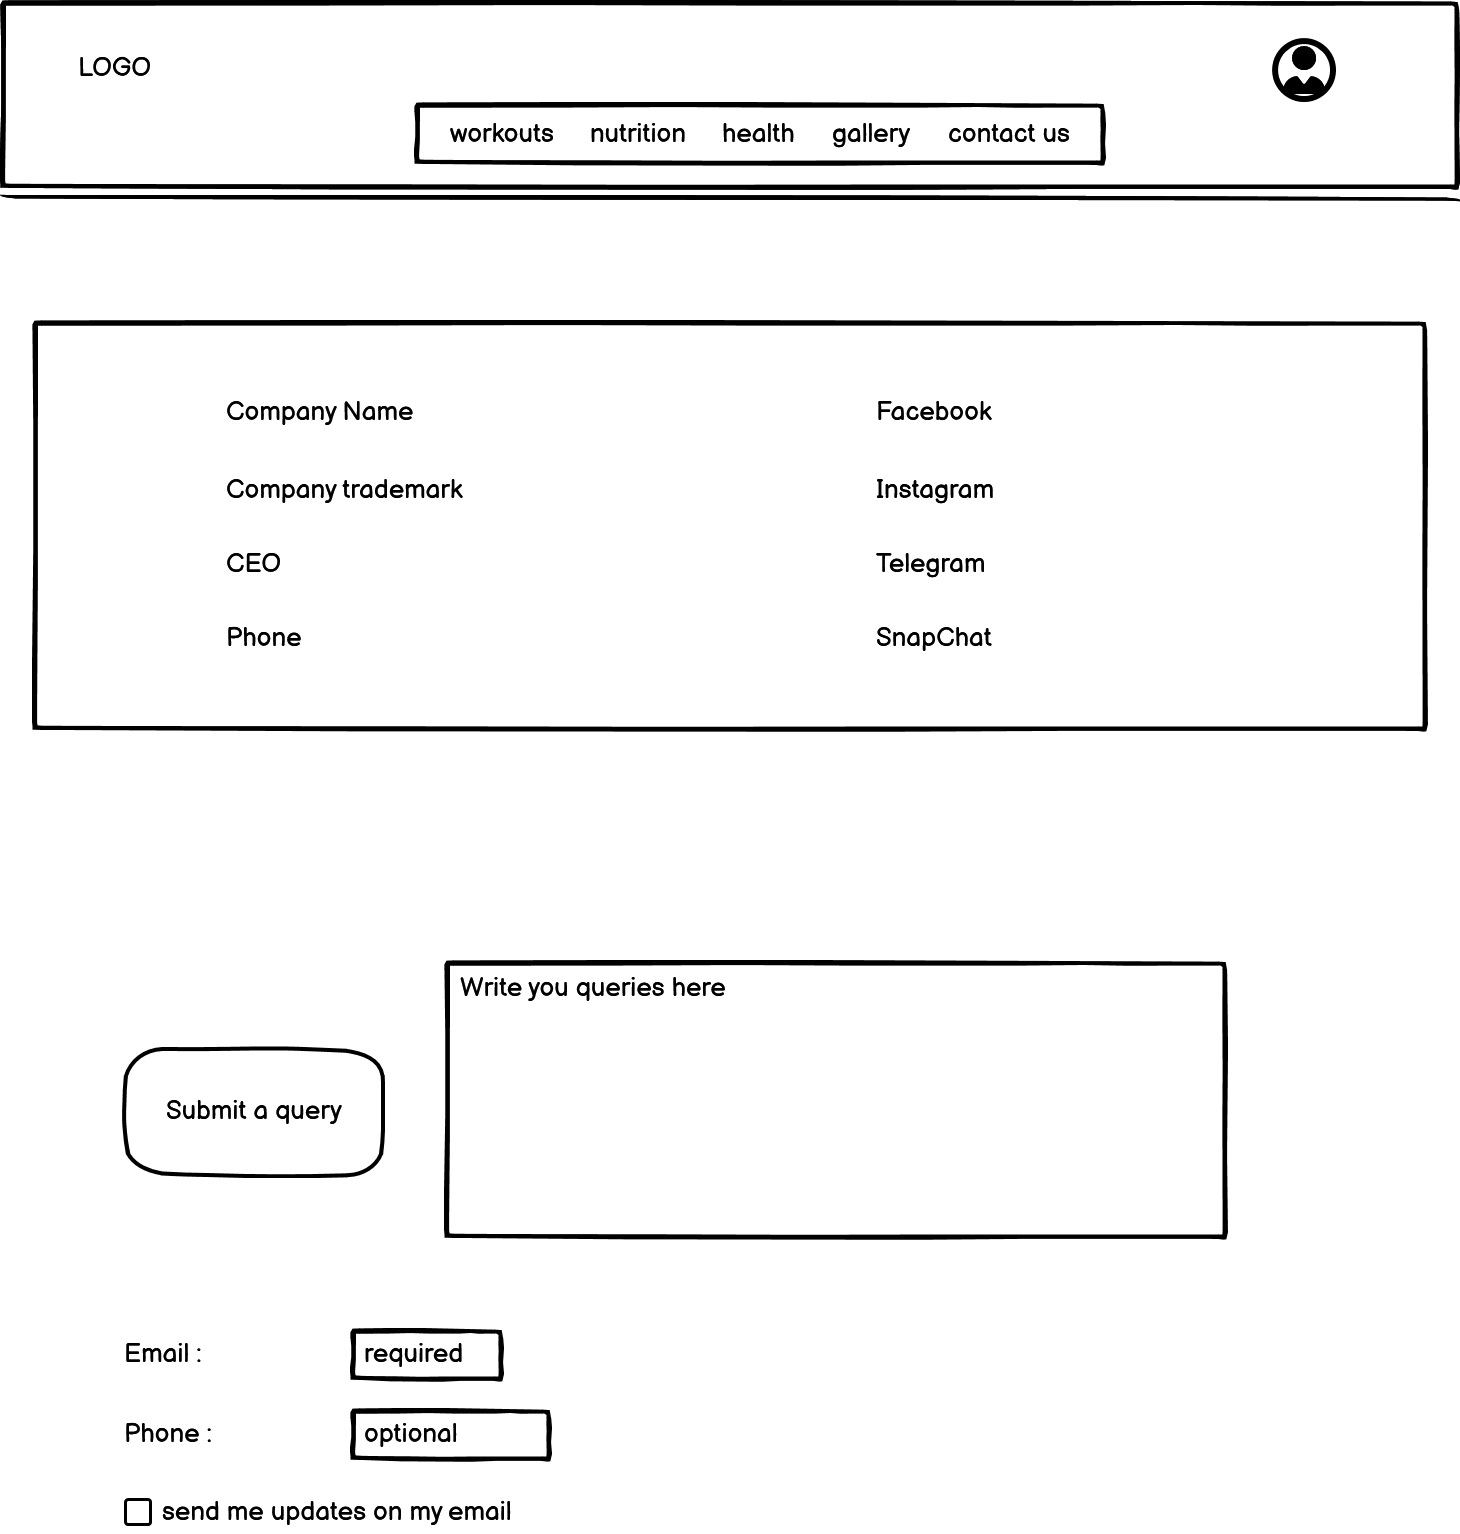 LOGO
workouts nutrition health gallery contact us
Company Name
Company trademark
CEO
Phone
Facebook
Instagram
Telegram
SnapChat
Write you queries here
Submit a query
Email : required
Phone : optional
send me updates on my email